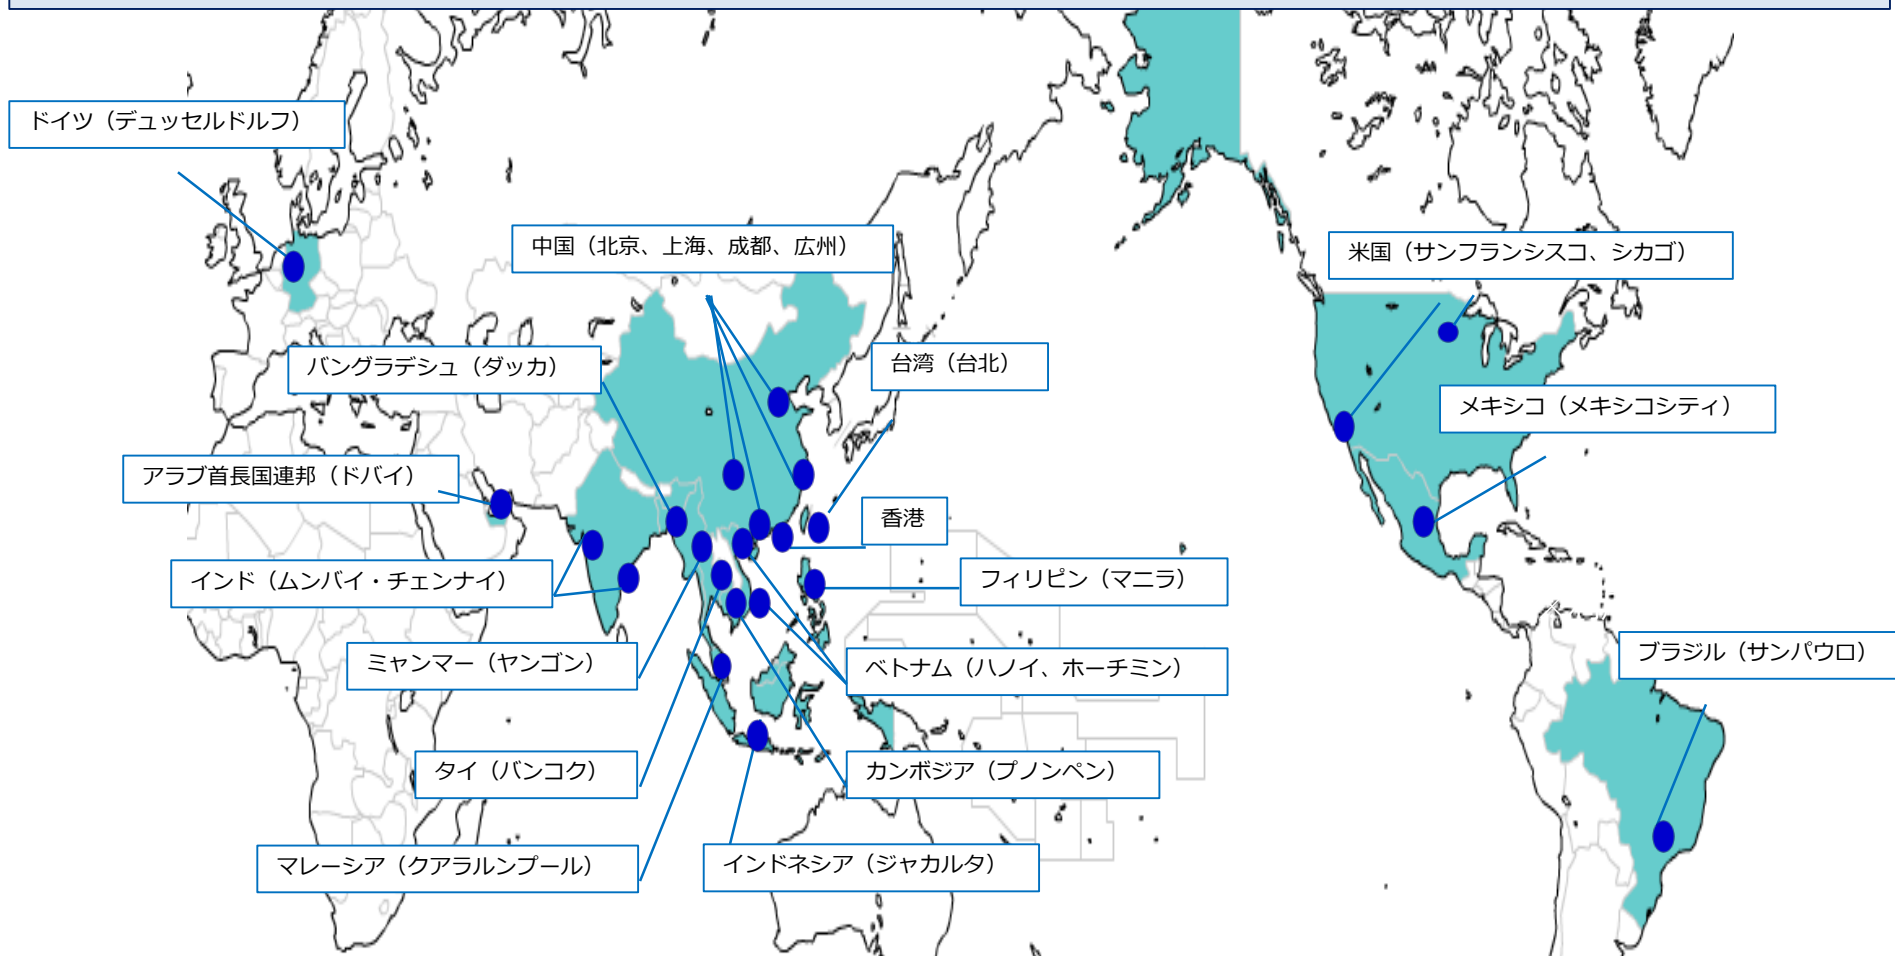 ドイツ（デュッセルドルフ）
中国（北京、上海、成都、広州）
米国（サンフランシスコ、シカゴ）
バングラデシュ（ダッカ）
台湾（台北）
メキシコ（メキシコシティ）
アラブ首長国連邦（ドバイ）
香港
インド（ムンバイ・チェンナイ）
フィリピン（マニラ）
ミャンマー（ヤンゴン）
ベトナム（ハノイ、ホーチミン）
ブラジル（サンパウロ）
タイ（バンコク）
カンボジア（プノンペン）
マレーシア（クアラルンプール）
インドネシア（ジャカルタ）